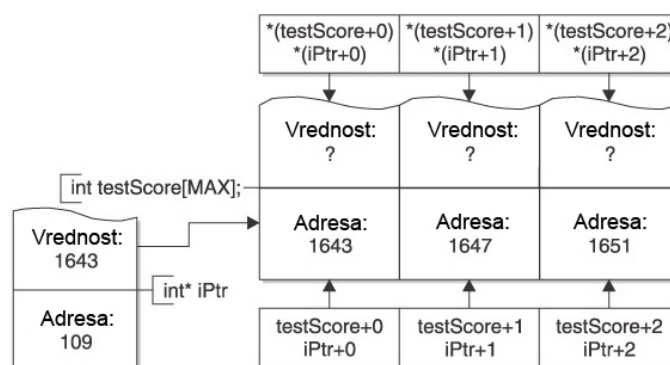 *(testScore+0)
*(iPtr+0)
*(testScore+1)
*(iPtr+1)
*(testScore+2)
*(iPtr+2)
Vrednost:
?
Vrednost:
?
Vrednost:
?
int testScore[MAX];
Adresa:
1643
Adresa:
1647
Adresa:
1651
Vrednost:
1643
int* iPtr
Adresa:
109
testScore+0
iPtr+0
testScore+1
iPtr+1
testScore+2
iPtr+2